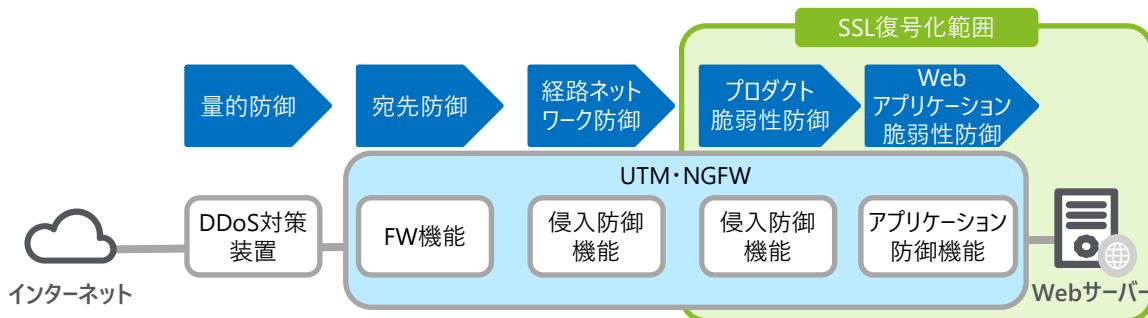 SSL復号化範囲
量的防御
宛先防御
経路ネット
ワーク防御
プロダクト
脆弱性防御
Web
アプリケーション
脆弱性防御
UTM・NGFW
DDoS対策
装置
FW機能
侵入防御
機能
侵入防御
機能
アプリケーション
防御機能
インターネット
Webサーバー